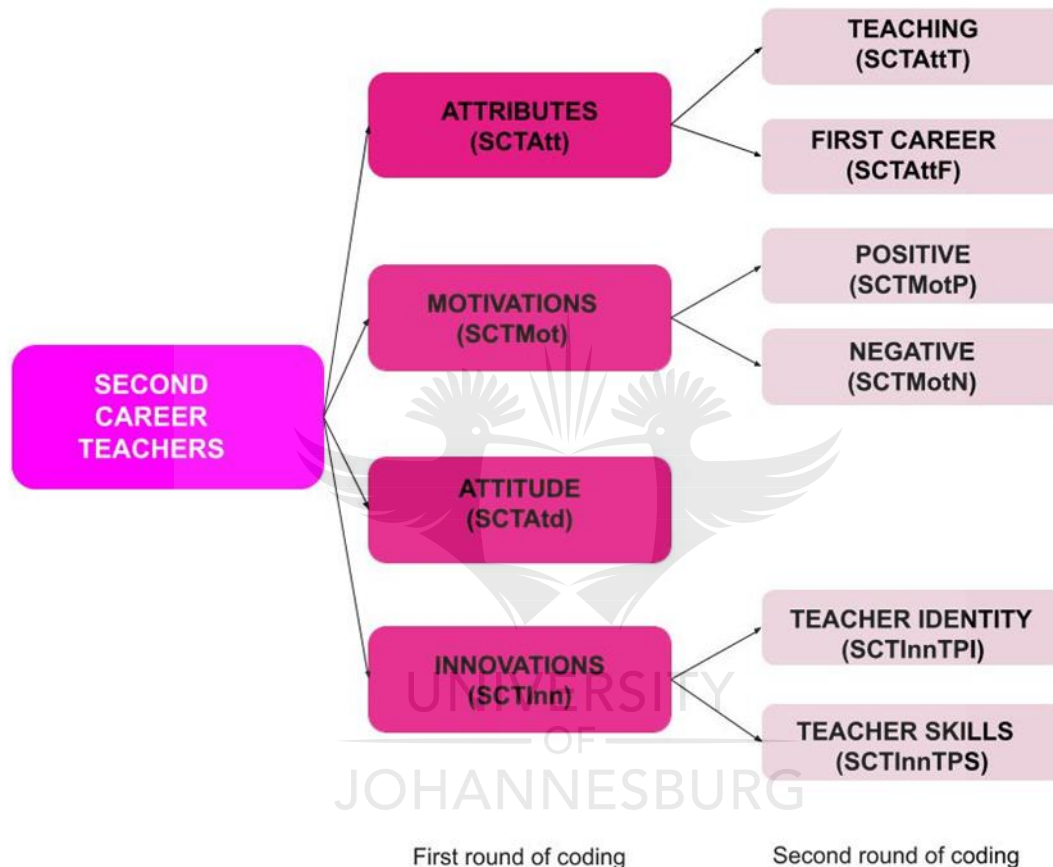 SECOND
CAREER
TEACHERS
ATTRIBUTES
(SCTAtt)
MOTIVATIONS
(SCTMot)
ATTITUDE
(SCTAtd)
INNOVATIONS
(SCTInn)
TEACHING
(SCTAttT)
FIRST CAREER
(SCTAttF)
POSITIVE
(SCTMotP)
NEGATIVE
(SCTMotN)
TEACHER IDENTITY
(SCTInnTPI)
TEACHER SKILLS
(SCTInnTPS)
UNIVERSITY
OF
JOHANNESBURG
First round of coding
Second round of coding